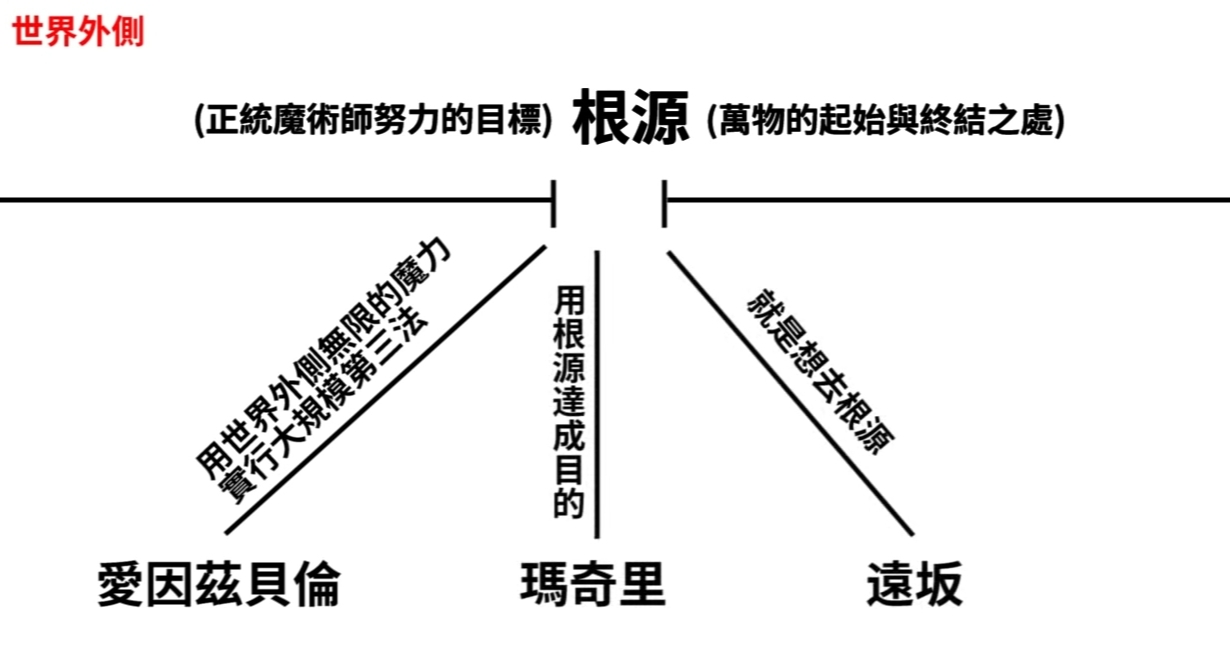 世界外側
(正統魔術師努力的目標) 根源 (萬物的起始與終結之處)
用世界外側無限的魔力
實行大規模第三法
用根源達成目的
就是想去根源
愛因茲貝倫
瑪奇里
遠坂